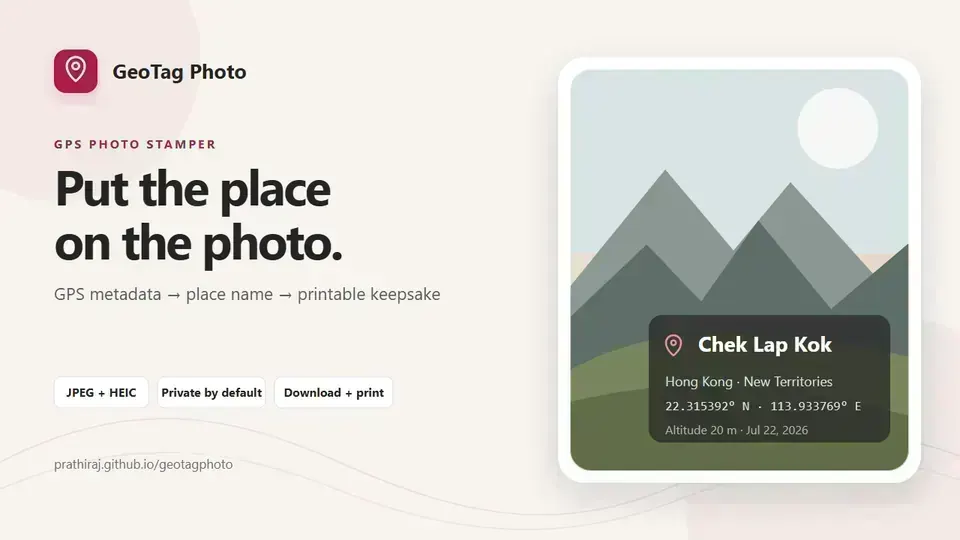 GeoTag Photo
GPS PHOTO STAMPER
Put the place
on the photo.
GPS metadata → place name → printable keepsake
JPEG + HEIC
Private by default
Download + print
prathiraj.github.io/geotagphoto
Chek Lap Kok
Hong Kong · New Territories
22.315392° N · 113.933769° E
Altitude 20 m · Jul 22, 2026